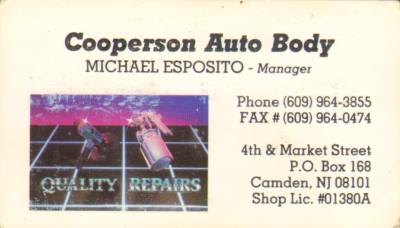 Cooperson Auto Body
MICHAEL ESPOSITO - Manager
Phone (609) 964-3855
FAX # (609) 964-0474
4th & Market Street
P.O. Box 168
Camden, NJ 08101
Shop Lic. #01380A
QUALITY REPAIRS